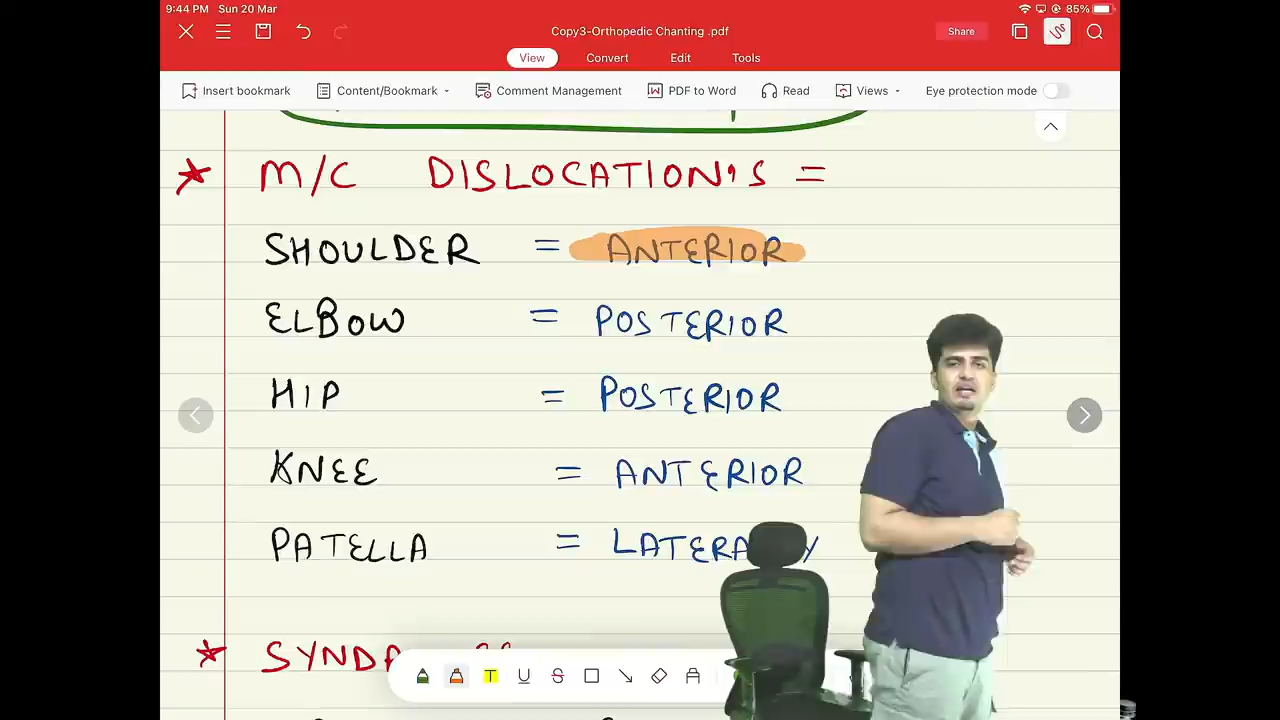 9:44 PM Sun 20 Mar 85%
Copy3-Orthopedic Chanting .pdf Share
View Convert Edit Tools
Insert bookmark Content/Bookmark Comment Management PDF to Word Read Views Eye protection mode
M/C DISLOCATION'S =
SHOULDER = ANTERIOR
ELBOW = POSTERIOR
HIP = POSTERIOR
KNEE = ANTERIOR
PATELLA =
T U S